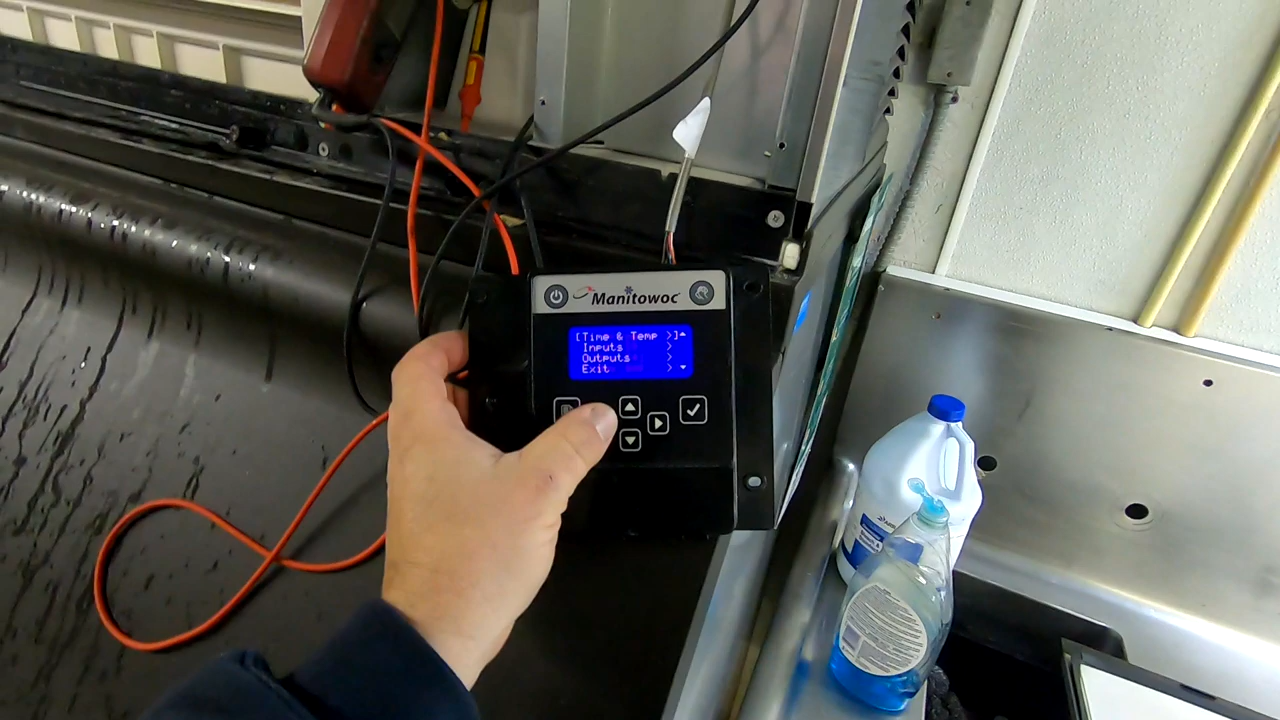 Manitowoc
[Time & Temp >]
Inputs >
Outputs >
Exit >